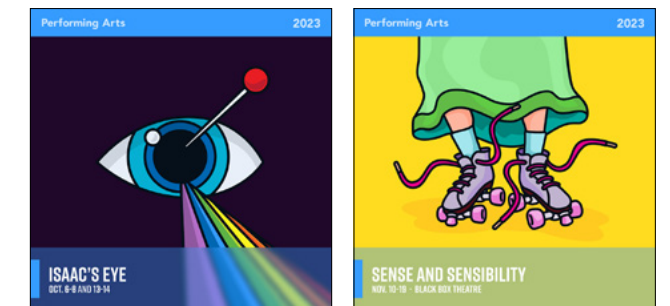 Performing Arts 2023
ISAAC'S EYE
OCT. 6-8 AND 13-14
Performing Arts 2023
SENSE AND SENSIBILITY
NOV. 10-19 - BLACK BOX THEATRE